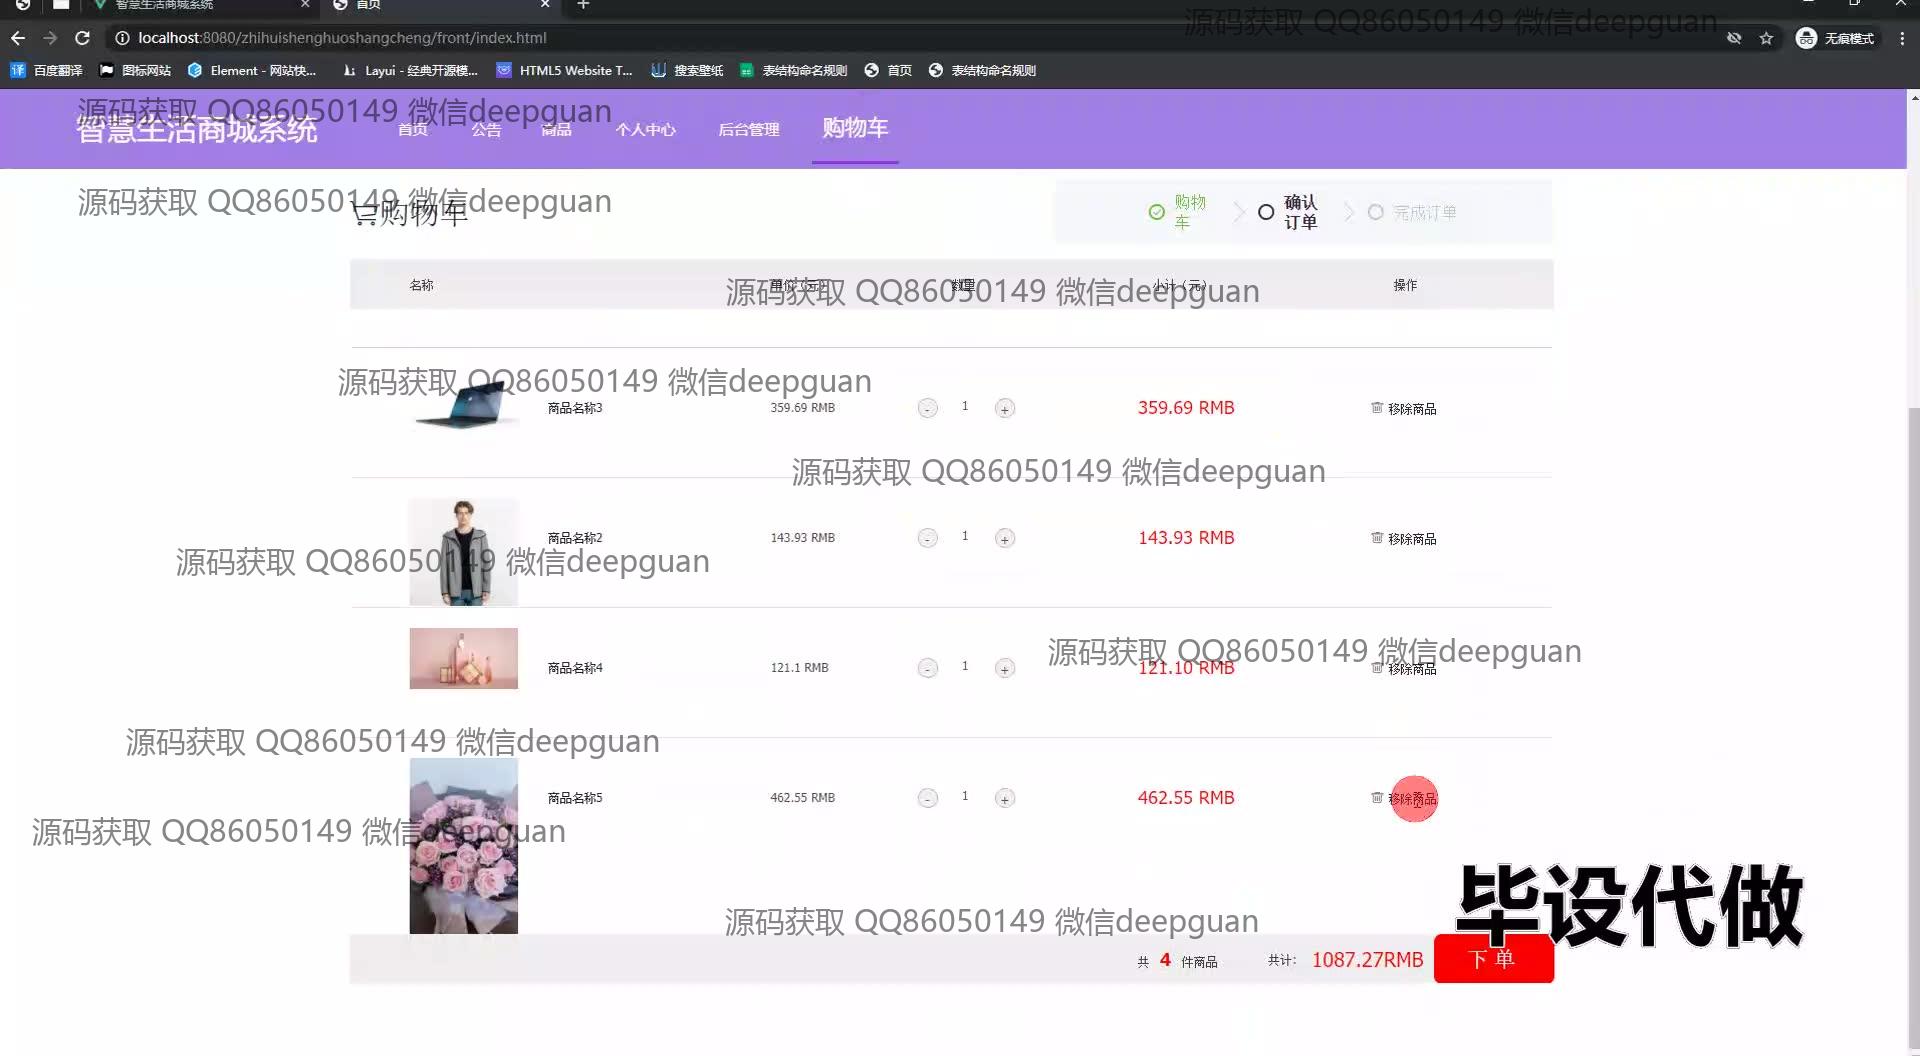 智慧生活商城系统
首页
localhost:8080/zhihuishenghuoshangcheng/front/index.html
无痕模式
源码获取 QQ86050149 微信deepguan
百度翻译 图标网站 Element - 网站快... Layui - 经典开源模... HTML5 Website T... 搜索壁纸 表结构命名规则 首页 表结构命名规则
源码获取 QQ86050149 微信deepguan
智慧生活商城系统 首页 公告 商品 个人中心 后台管理 购物车
源码获取 QQ86050149 微信deepguan
购物车
购物车
确认订单
完成订单
名称 单价(元) 数量 小计(元) 操作
源码获取 QQ86050149 微信deepguan
源码获取 QQ86050149 微信deepguan
商品名称3 359.69 RMB - 1 + 359.69 RMB 移除商品
源码获取 QQ86050149 微信deepguan
商品名称2 143.93 RMB - 1 + 143.93 RMB 移除商品
源码获取 QQ86050149 微信deepguan
源码获取 QQ86050149 微信deepguan
商品名称4 121.1 RMB - 1 + 121.10 RMB 移除商品
源码获取 QQ86050149 微信deepguan
商品名称5 462.55 RMB - 1 + 462.55 RMB 移除商品
源码获取 QQ86050149 微信deepguan
毕设代做
源码获取 QQ86050149 微信deepguan
共 4 件商品 共计: 1087.27RMB 下单